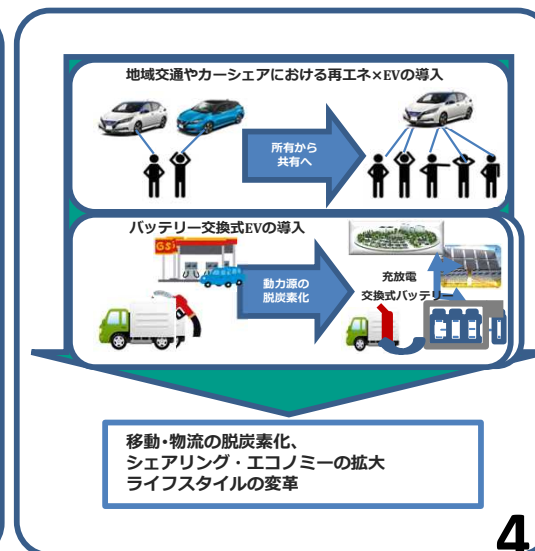 地域交通やカーシェアにおける再エネ×EVの導入
所有から
共有へ
バッテリー交換式EVの導入
GS
動力源の
脱炭素化
充放電
交換式バッテリー
移動・物流の脱炭素化、
シェアリング・エコノミーの拡大
ライフスタイルの変革
4